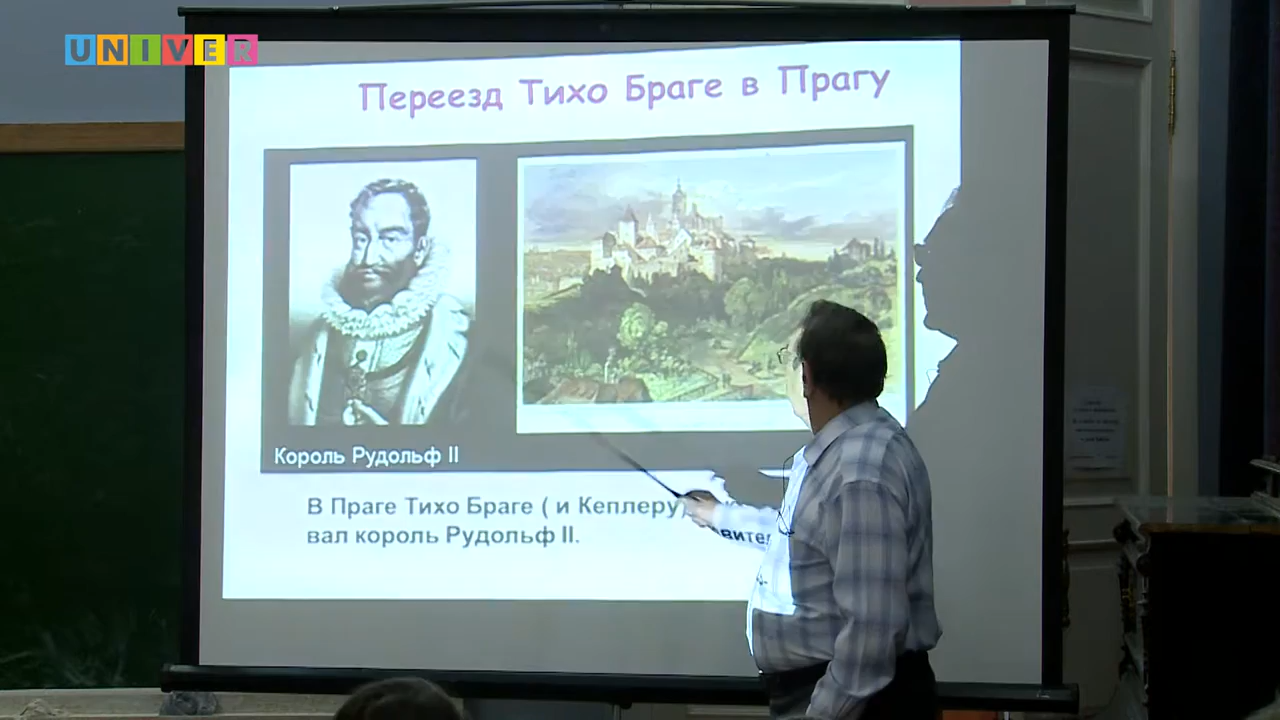 UNIVER
Переезд Тихо Браге в Прагу
Король Рудольф II
В Праге Тихо Браге ( и Кеплеру)
вал король Рудольф II.